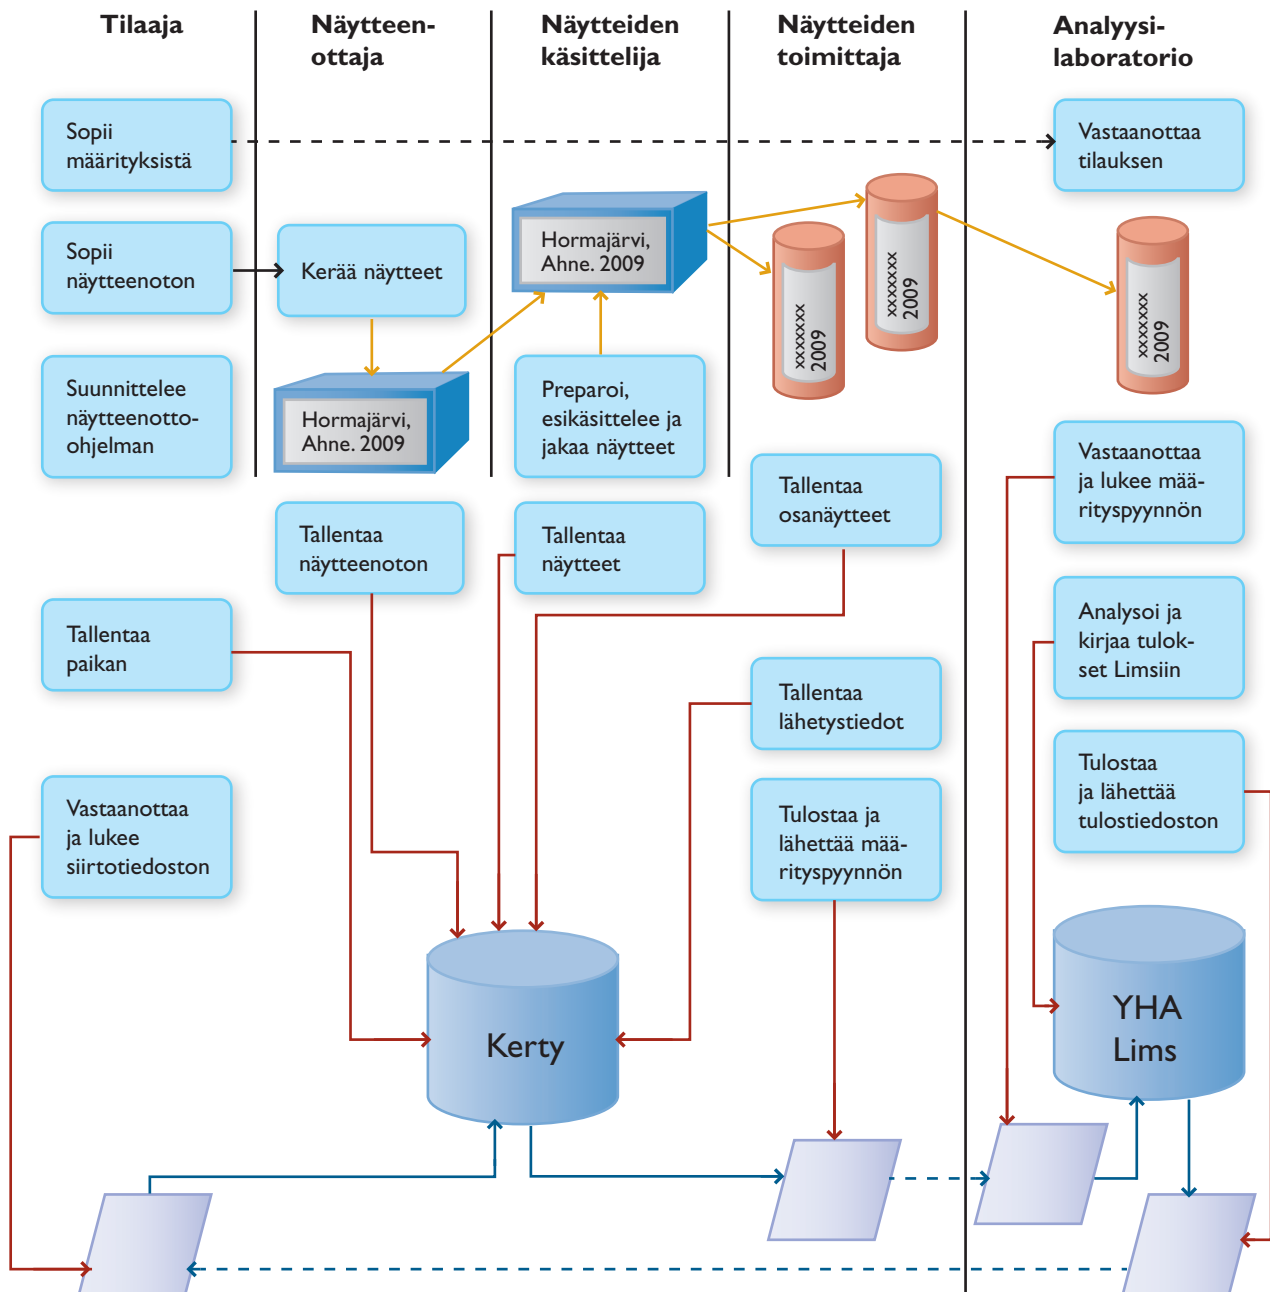 Tilaaja
Näytteen-
ottaja
Näytteiden
käsittelija
Näytteiden
toimittaja
Analyysi-
laboratorio
Sopii
määrityksistä
Vastaanottaa
tilauksen
Sopii
näytteenoton
Kerää näytteet
Hormajärvi,
Ahne. 2009
xxxxxxx
2009
xxxxxxx
2009
xxxxxxx
2009
Suunnittelee
näytteenotto-
ohjelman
Hormajärvi,
Ahne. 2009
Preparoi,
esikäsittelee ja
jakaa näytteet
Vastaanottaa
ja lukee mää-
rityspyynnön
Tallentaa
osanäytteet
Tallentaa
näytteenoton
Tallentaa
näytteet
Tallentaa
paikan
Analysoi ja
kirjaa tulok-
set Limsiin
Tallentaa
lähetystiedot
Tulostaa
ja lähettää
tulostiedoston
Vastaanottaa
ja lukee
siirtotiedoston
Tulostaa ja
lähettää mää-
rityspyynnön
Kerty
YHA
Lims